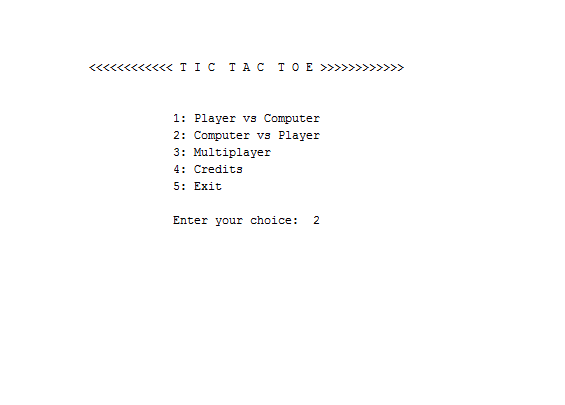 <<<<<<<<<<<< T I C  T A C  T O E >>>>>>>>>>>>
1: Player vs Computer
2: Computer vs Player
3: Multiplayer
4: Credits
5: Exit
Enter your choice:  2